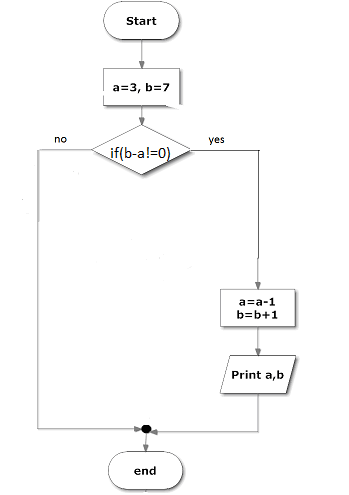 Start
a=3, b=7
if(b-a!=0)
no
yes
a=a-1
b=b+1
Print a,b
end